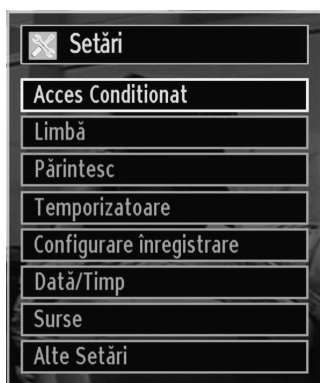 Setări
Acces Conditionat
Limbă
Părintesc
Temporizatoare
Configurare înregistrare
Dată/Timp
Surse
Alte Setări